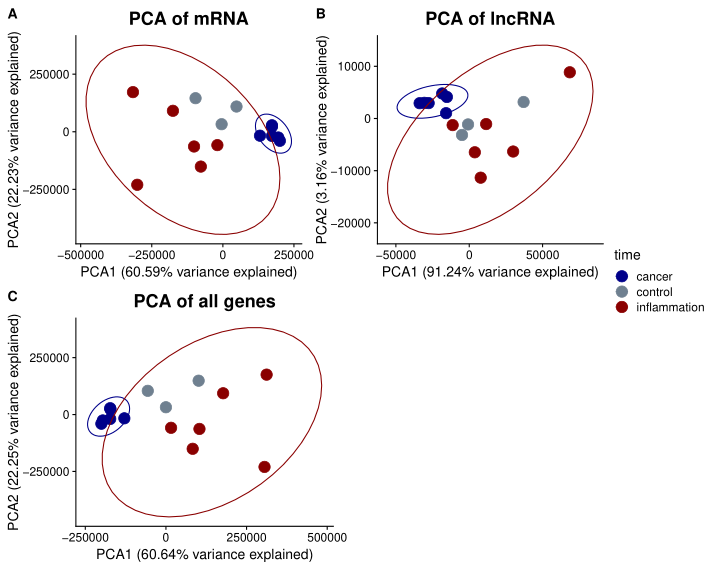 A
PCA of mRNA
PCA2 (22.23% variance explained)
250000
0
−250000
−500000
−250000
0
250000
PCA1 (60.59% variance explained)
B
PCA of lncRNA
PCA2 (3.16% variance explained)
10000
0
−10000
−20000
−50000
0
50000
PCA1 (91.24% variance explained)
time
cancer
control
inflammation
C
PCA of all genes
PCA2 (22.25% variance explained)
250000
0
−250000
−250000
0
250000
500000
PCA1 (60.64% variance explained)